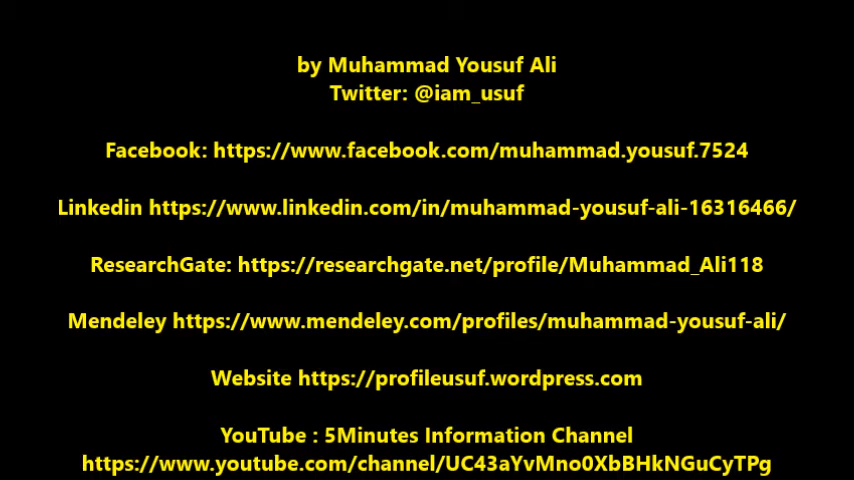 by Muhammad Yousuf Ali
Twitter: @iam_usuf
Facebook: https://www.facebook.com/muhammad.yousuf.7524
Linkedin https://www.linkedin.com/in/muhammad-yousuf-ali-16316466/
ResearchGate: https://researchgate.net/profile/Muhammad_Ali118
Mendeley https://www.mendeley.com/profiles/muhammad-yousuf-ali/
Website https://profileusuf.wordpress.com
YouTube : 5Minutes Information Channel
https://www.youtube.com/channel/UC43aYvMno0XbBHkNGuCyTPg